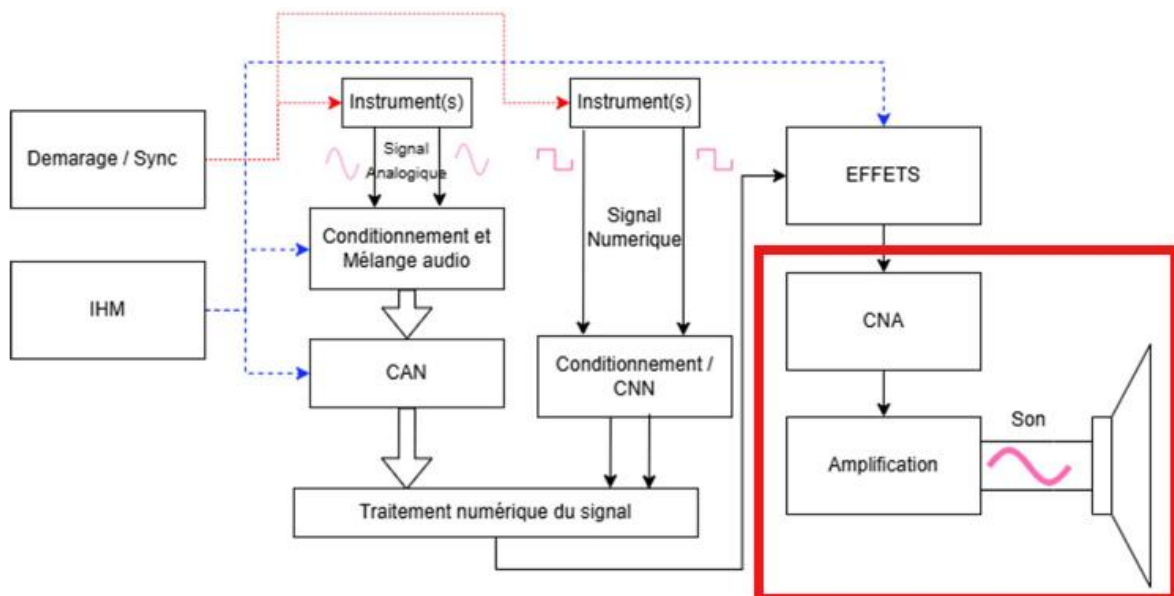 Demarage / Sync
IHM
Instrument(s)
Signal
Analogique
Conditionnement et
Mélange audio
CAN
Instrument(s)
Signal
Numerique
Conditionnement /
CNN
Traitement numérique du signal
EFFETS
CNA
Amplification
Son